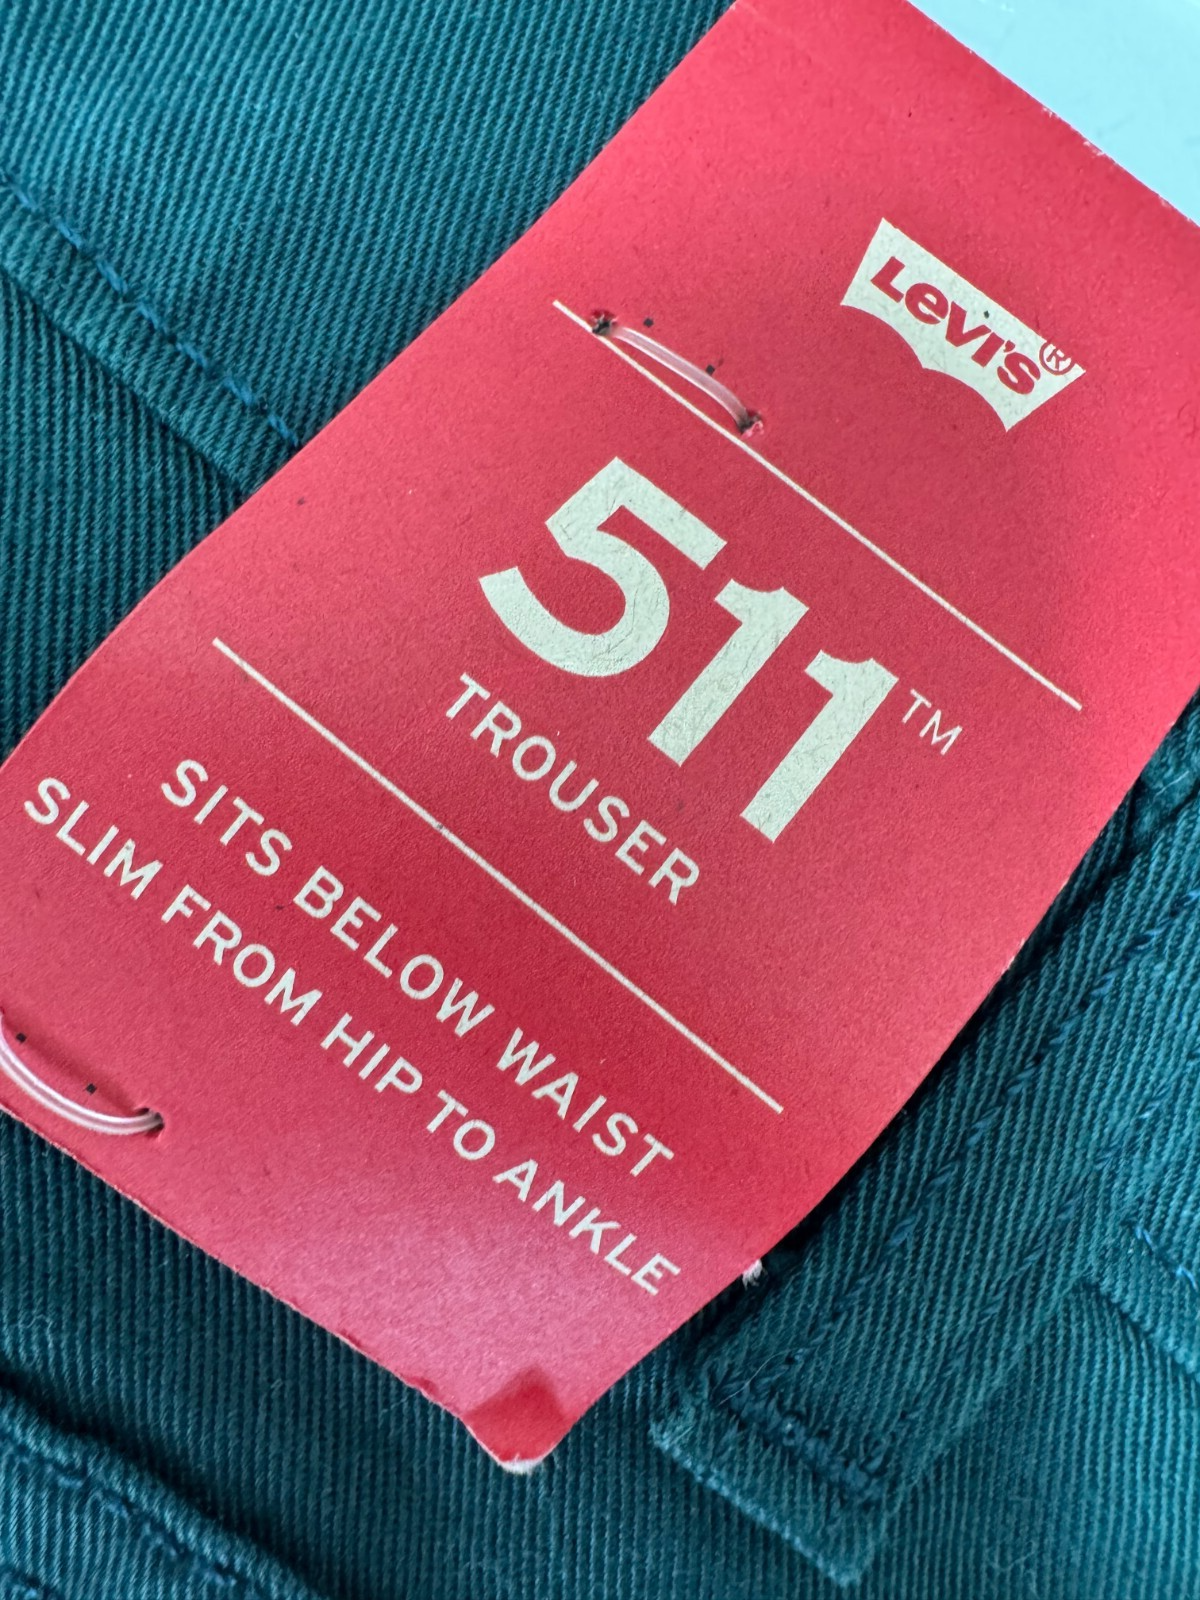 Levi's®
511™
TROUSER
SITS BELOW WAIST
SLIM FROM HIP TO ANKLE